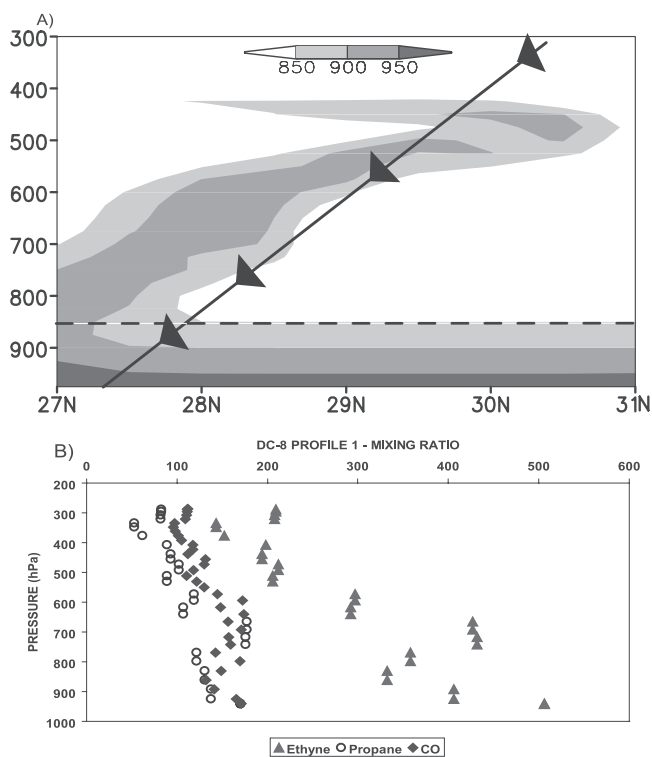 A)
300
400
500
600
700
800
900
850 900 950
27N 28N 29N 30N 31N
B)
DC-8 PROFILE 1 - MIXING RATIO
0 100 200 300 400 500 600
200
300
400
500
600
700
800
900
1000
PRESSURE (hPa)
Ethyne Propane CO